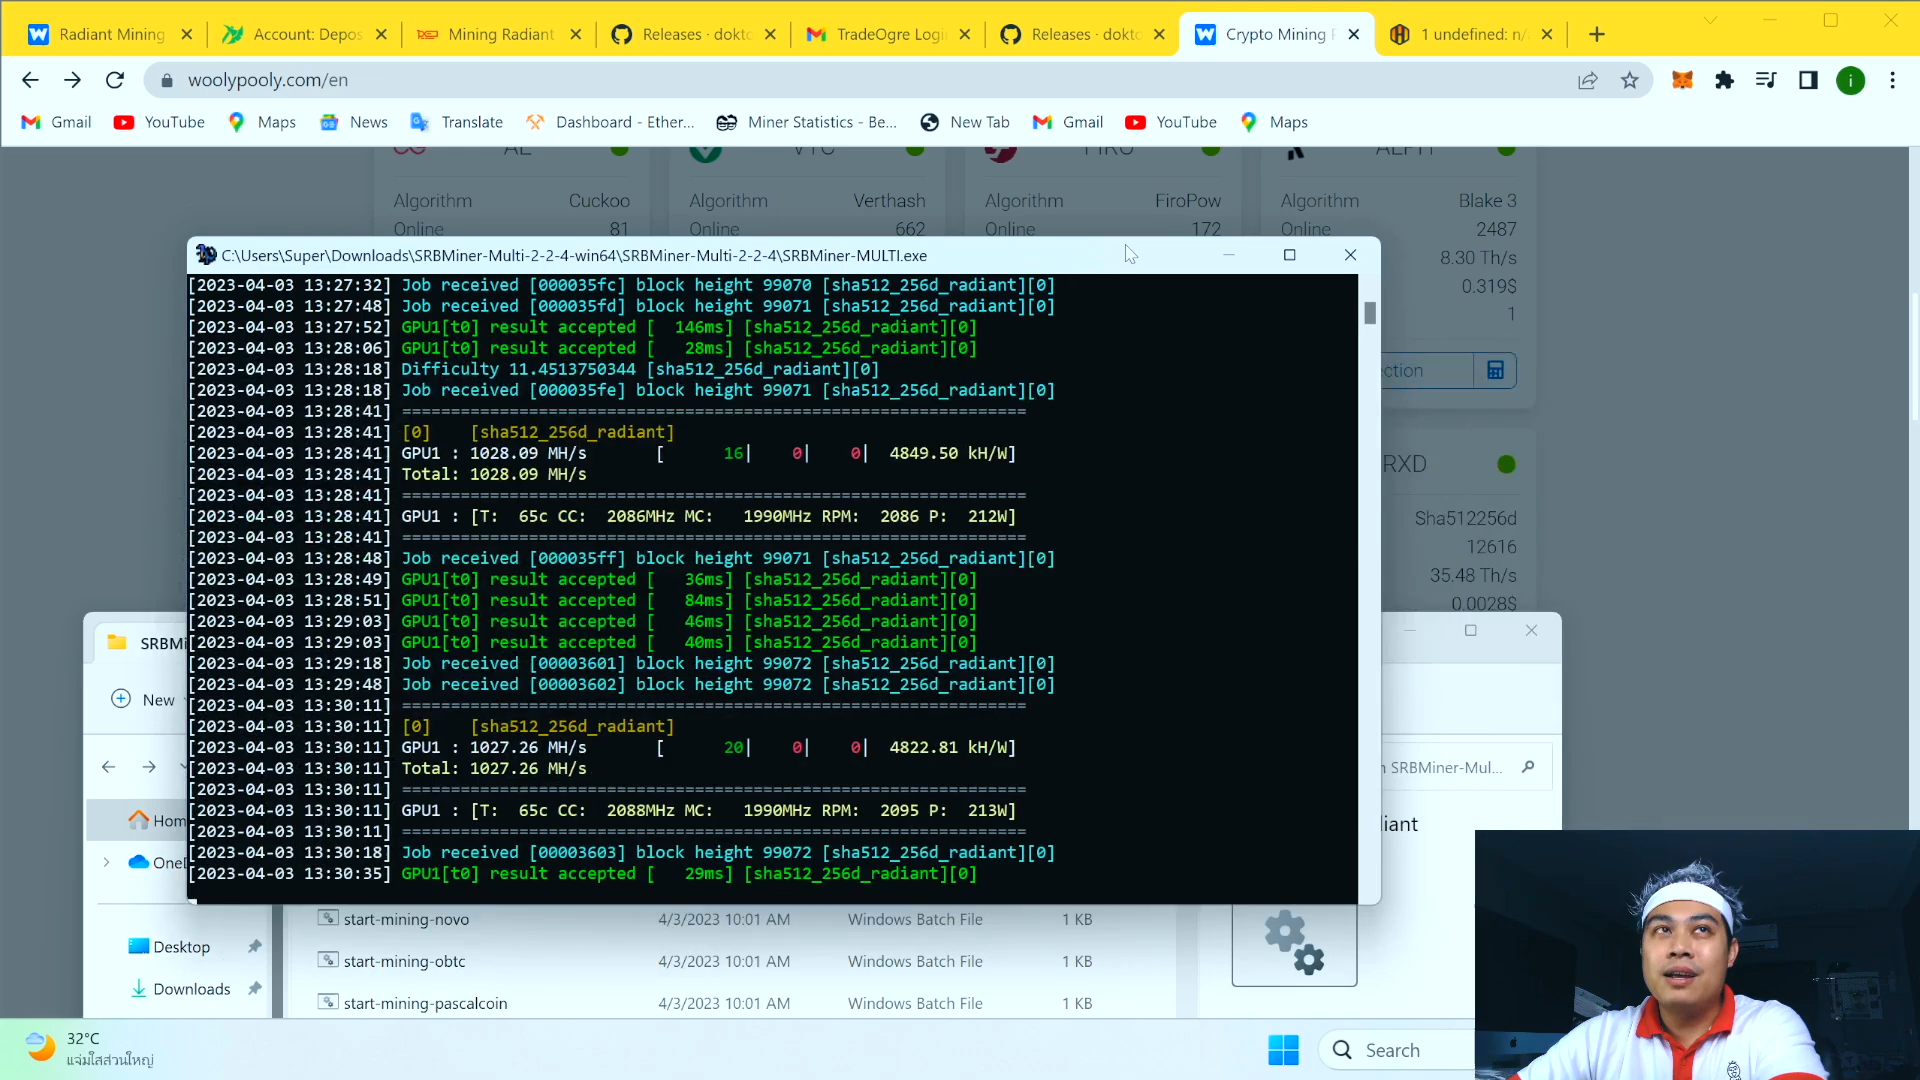 Radiant Mining
Account: Depos
Mining Radiant
Releases · dokto
TradeOgre Logi
Releases · dokto
Crypto Mining P
1 undefined: n/
woolypooly.com/en
i
Gmail
YouTube
Maps
News
Translate
Dashboard - Ether...
Miner Statistics - Be...
New Tab
Gmail
YouTube
Maps
AE
VTC
FIRO
ALPH
Algorithm Cuckoo
Algorithm Verthash
Algorithm FiroPow
Algorithm Blake 3
Online 81
Online 662
Online 172
Online 2487
8.30 Th/s
0.319$
1
ction
RXD
Sha512256d
12616
35.48 Th/s
0.0028$
C:\Users\Super\Downloads\SRBMiner-Multi-2-2-4-win64\SRBMiner-Multi-2-2-4\SRBMiner-MULTI.exe
[2023-04-03 13:27:32] Job received [000035fc] block height 99070 [sha512_256d_radiant][0]
[2023-04-03 13:27:48] Job received [000035fd] block height 99071 [sha512_256d_radiant][0]
[2023-04-03 13:27:52] GPU1[t0] result accepted [ 146ms] [sha512_256d_radiant][0]
[2023-04-03 13:28:06] GPU1[t0] result accepted [ 28ms] [sha512_256d_radiant][0]
[2023-04-03 13:28:18] Difficulty 11.4513750344 [sha512_256d_radiant][0]
[2023-04-03 13:28:18] Job received [000035fe] block height 99071 [sha512_256d_radiant][0]
[2023-04-03 13:28:41] ================================================================
[2023-04-03 13:28:41] [0] [sha512_256d_radiant]
[2023-04-03 13:28:41] GPU1 : 1028.09 MH/s [ 16| 0| 0| 4849.50 kH/W]
[2023-04-03 13:28:41] Total: 1028.09 MH/s
[2023-04-03 13:28:41] ================================================================
[2023-04-03 13:28:41] GPU1 : [T: 65c CC: 2086MHz MC: 1990MHz RPM: 2086 P: 212W]
[2023-04-03 13:28:41] ================================================================
[2023-04-03 13:28:48] Job received [000035ff] block height 99071 [sha512_256d_radiant][0]
[2023-04-03 13:28:49] GPU1[t0] result accepted [ 36ms] [sha512_256d_radiant][0]
[2023-04-03 13:28:51] GPU1[t0] result accepted [ 84ms] [sha512_256d_radiant][0]
[2023-04-03 13:29:03] GPU1[t0] result accepted [ 46ms] [sha512_256d_radiant][0]
[2023-04-03 13:29:03] GPU1[t0] result accepted [ 40ms] [sha512_256d_radiant][0]
[2023-04-03 13:29:18] Job received [00003601] block height 99072 [sha512_256d_radiant][0]
[2023-04-03 13:29:48] Job received [00003602] block height 99072 [sha512_256d_radiant][0]
[2023-04-03 13:30:11] ================================================================
[2023-04-03 13:30:11] [0] [sha512_256d_radiant]
[2023-04-03 13:30:11] GPU1 : 1027.26 MH/s [ 20| 0| 0| 4822.81 kH/W]
[2023-04-03 13:30:11] Total: 1027.26 MH/s
[2023-04-03 13:30:11] ================================================================
[2023-04-03 13:30:11] GPU1 : [T: 65c CC: 2088MHz MC: 1990MHz RPM: 2095 P: 213W]
[2023-04-03 13:30:11] ================================================================
[2023-04-03 13:30:18] Job received [00003603] block height 99072 [sha512_256d_radiant][0]
[2023-04-03 13:30:35] GPU1[t0] result accepted [ 29ms] [sha512_256d_radiant][0]
SRBMi
New
SRBMiner-Mul...
Hom
iant
OneD
Desktop
Downloads
start-mining-novo 4/3/2023 10:01 AM Windows Batch File 1 KB
start-mining-obtc 4/3/2023 10:01 AM Windows Batch File 1 KB
start-mining-pascalcoin 4/3/2023 10:01 AM Windows Batch File 1 KB
32°C
แจ่มใสส่วนใหญ่
Search